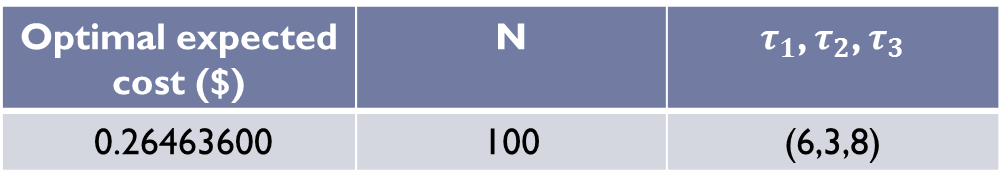 Optimal expected cost ($)
N
τ₁, τ₂, τ₃
0.26463600
100
(6,3,8)